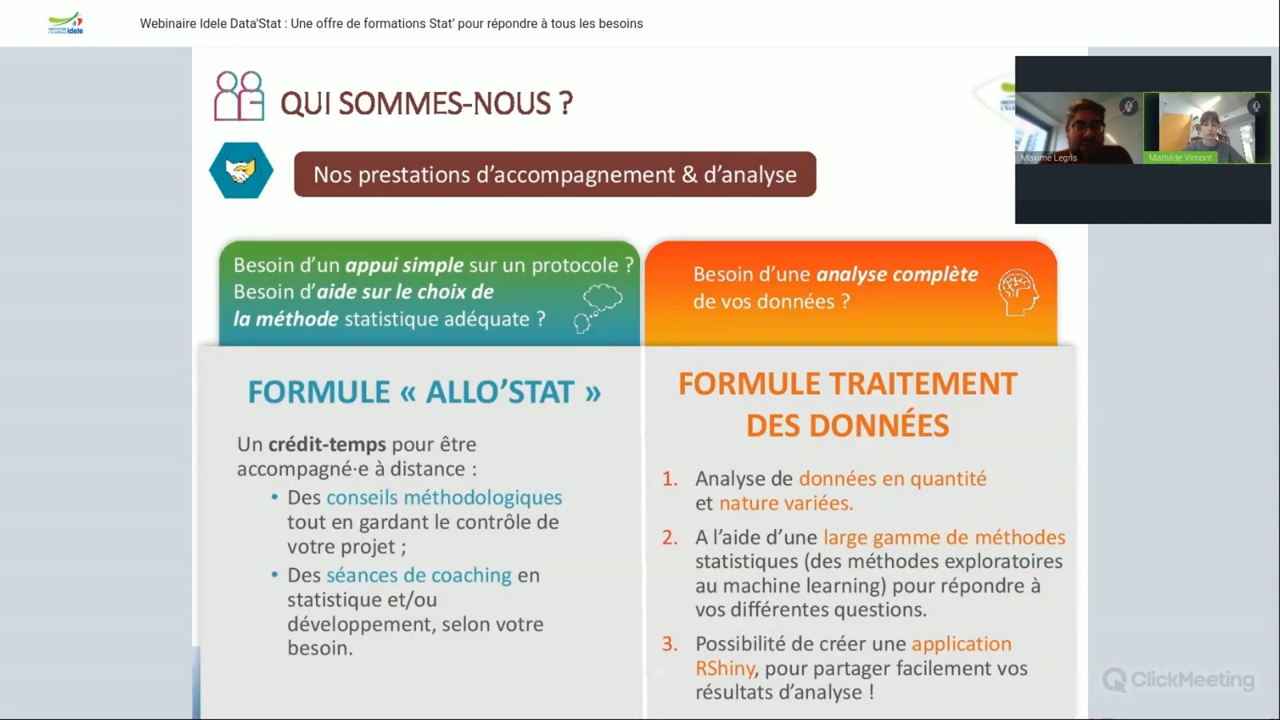 Webinaire Idele Data'Stat : Une offre de formations Stat' pour répondre à tous les besoins
idele
QUI SOMMES-NOUS ?
Maxime Legris
Mathilde Vimont
Nos prestations d'accompagnement & d'analyse
Besoin d'un appui simple sur un protocole ?
Besoin d'aide sur le choix de
la méthode statistique adéquate ?
Besoin d'une analyse complète
de vos données ?
FORMULE « ALLO'STAT »
Un crédit-temps pour être
accompagné·e à distance :
• Des conseils méthodologiques
tout en gardant le contrôle de
votre projet ;
• Des séances de coaching en
statistique et/ou
développement, selon votre
besoin.
FORMULE TRAITEMENT
DES DONNÉES
1. Analyse de données en quantité
et nature variées.
2. A l'aide d'une large gamme de méthodes
statistiques (des méthodes exploratoires
au machine learning) pour répondre à
vos différentes questions.
3. Possibilité de créer une application
RShiny, pour partager facilement vos
résultats d'analyse !
ClickMeeting